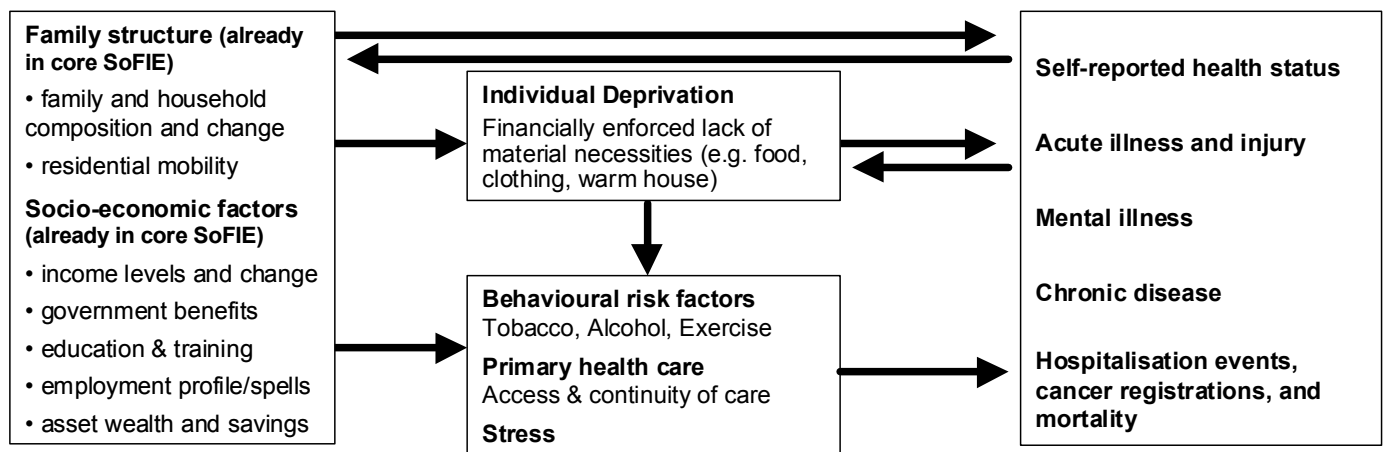 Family structure (already
in core SoFIE)
• family and household
composition and change
• residential mobility
Socio-economic factors
(already in core SoFIE)
• income levels and change
• government benefits
• education & training
• employment profile/spells
• asset wealth and savings
Individual Deprivation
Financially enforced lack of
material necessities (e.g. food,
clothing, warm house)
Behavioural risk factors
Tobacco, Alcohol, Exercise
Primary health care
Access & continuity of care
Stress
Self-reported health status
Acute illness and injury
Mental illness
Chronic disease
Hospitalisation events,
cancer registrations, and
mortality